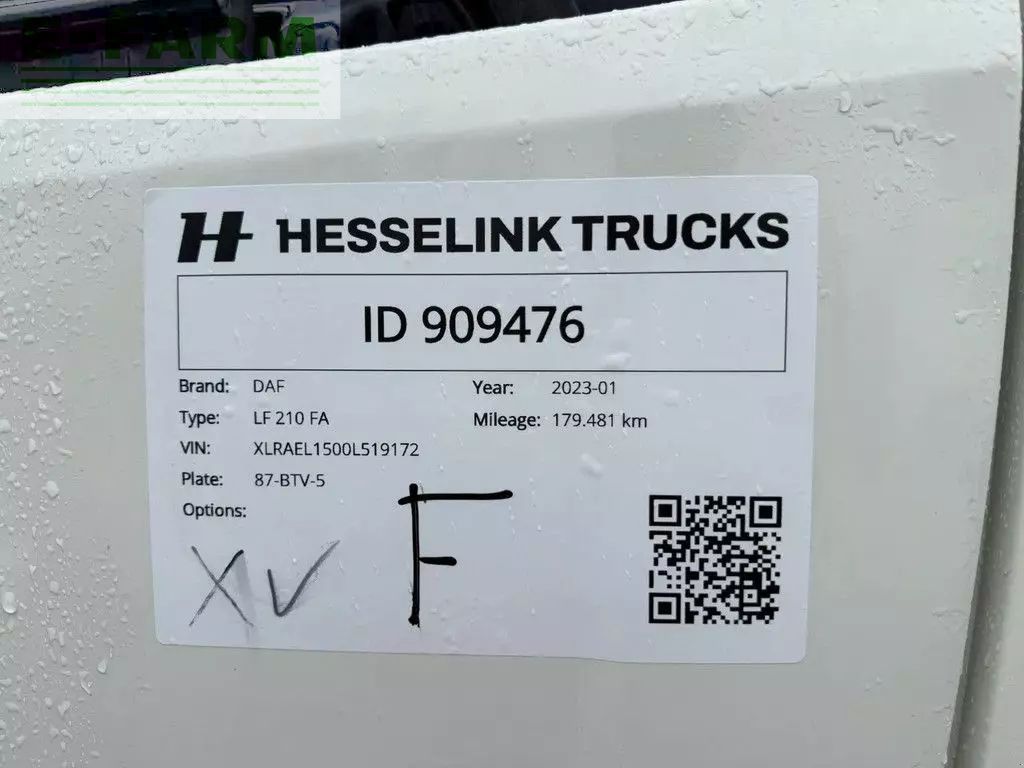 E-FARM
H HESSELINK TRUCKS
ID 909476
Brand: DAF Year: 2023-01
Type: LF 210 FA Mileage: 179.481 km
VIN: XLRAEL1500L519172
Plate: 87-BTV-5
Options:
X V F